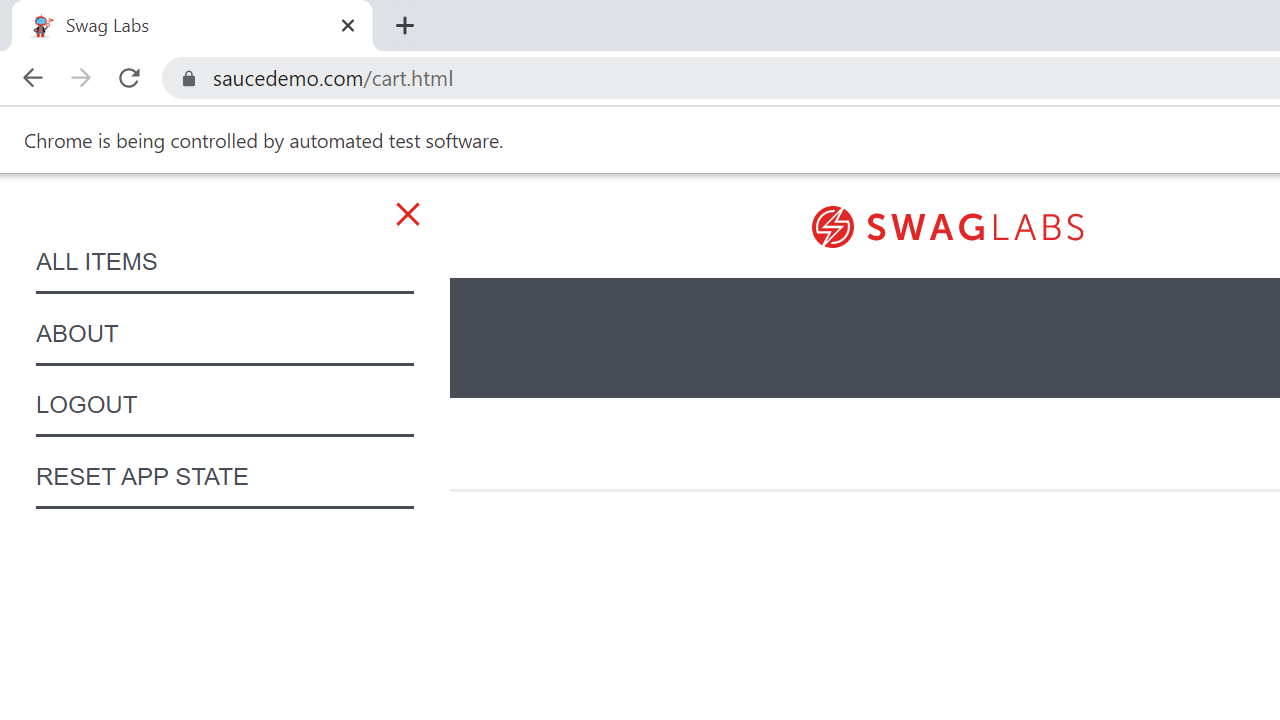 Swag Labs
saucedemo.com/cart.html
Chrome is being controlled by automated test software.
SWAGLABS
ALL ITEMS
ABOUT
LOGOUT
RESET APP STATE